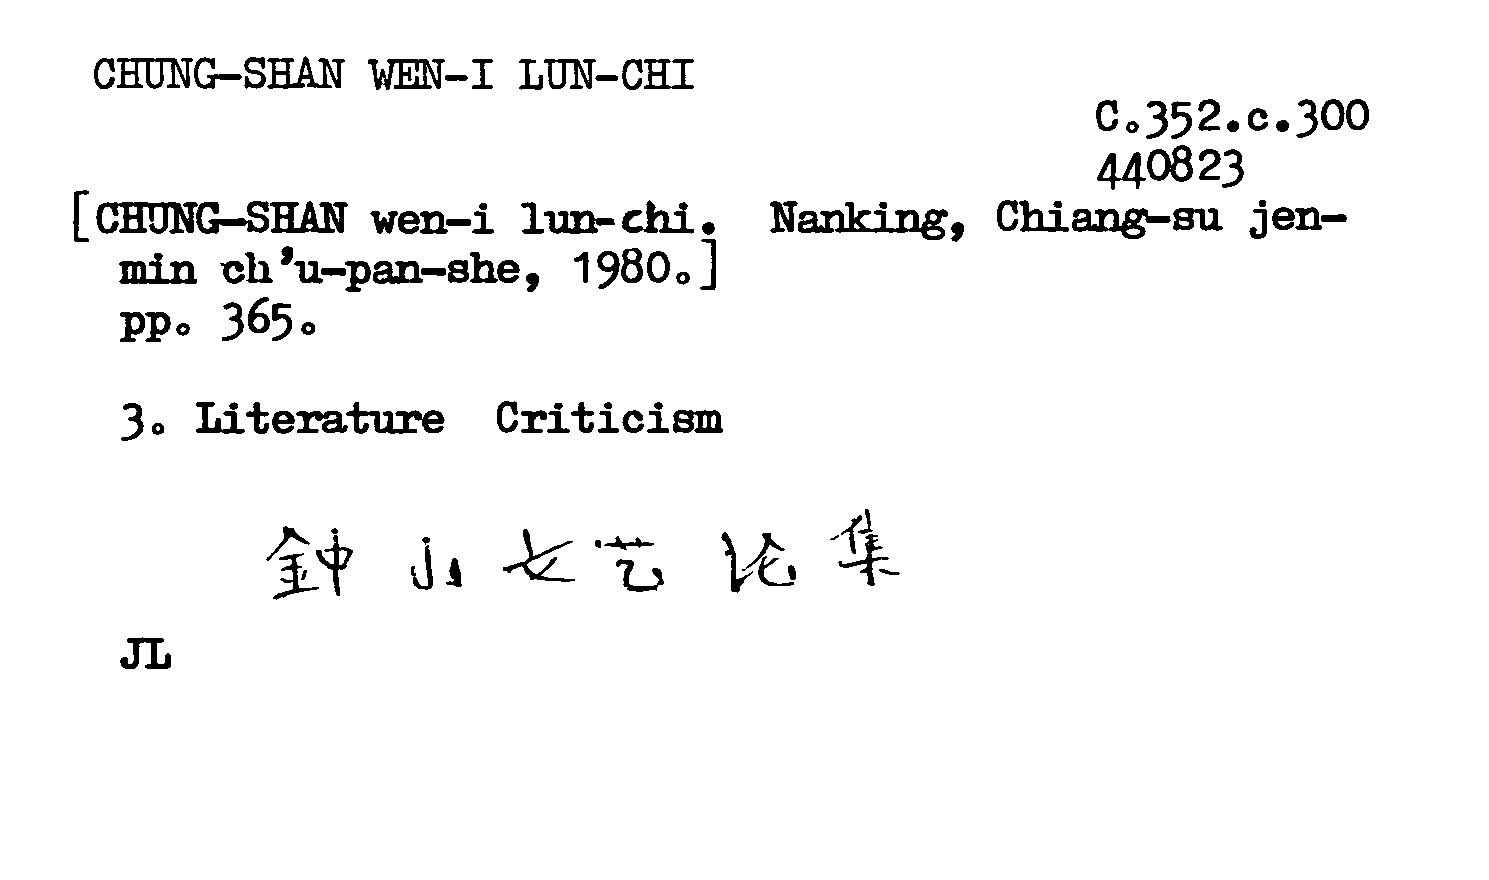 CHUNG-SHAN WEN-I LUN-CHI
C.352.c.300
440823
[CHUNG-SHAN wen-i lun-chi. Nanking, Chiang-su jen-
min ch'u-pan-she, 1980.]
pp. 365.
3. Literature Criticism
鈡山文艺论集
JL